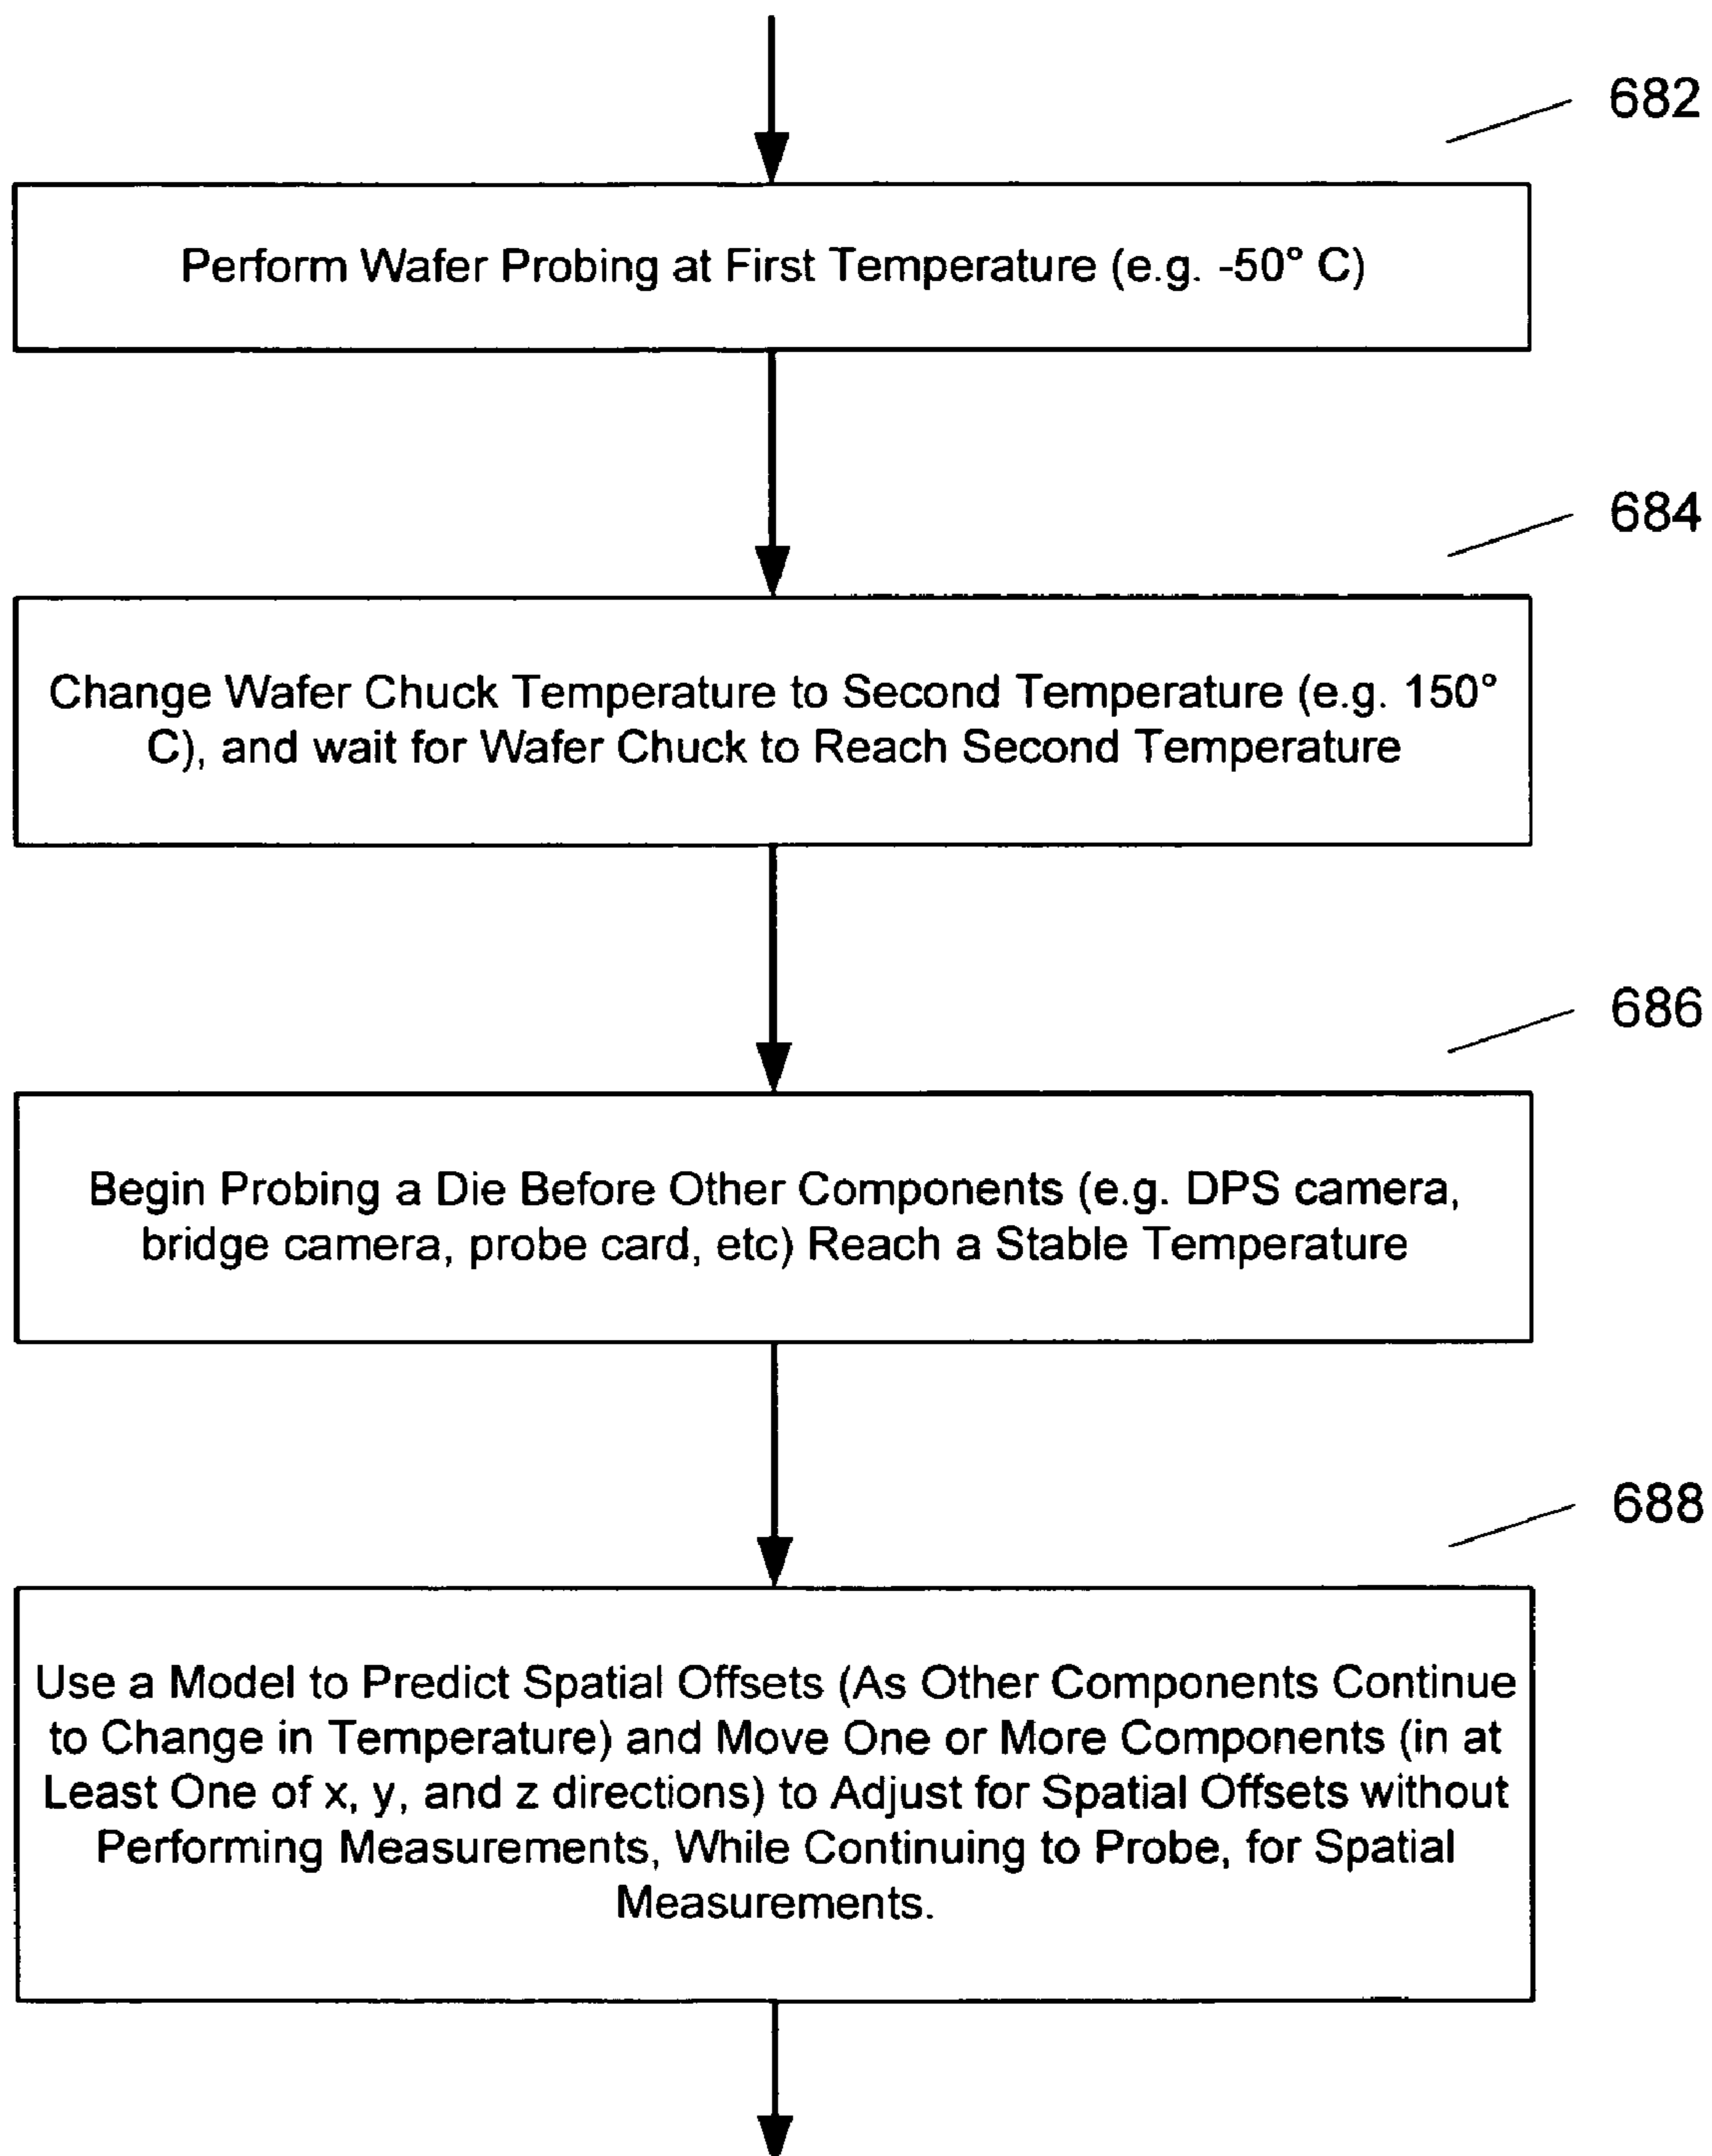 682
Perform Wafer Probing at First Temperature (e.g. -50° C)
684
Change Wafer Chuck Temperature to Second Temperature (e.g. 150°
C), and wait for Wafer Chuck to Reach Second Temperature
686
Begin Probing a Die Before Other Components (e.g. DPS camera,
bridge camera, probe card, etc) Reach a Stable Temperature
688
Use a Model to Predict Spatial Offsets (As Other Components Continue
to Change in Temperature) and Move One or More Components (in at
Least One of x, y, and z directions) to Adjust for Spatial Offsets without
Performing Measurements, While Continuing to Probe, for Spatial
Measurements.